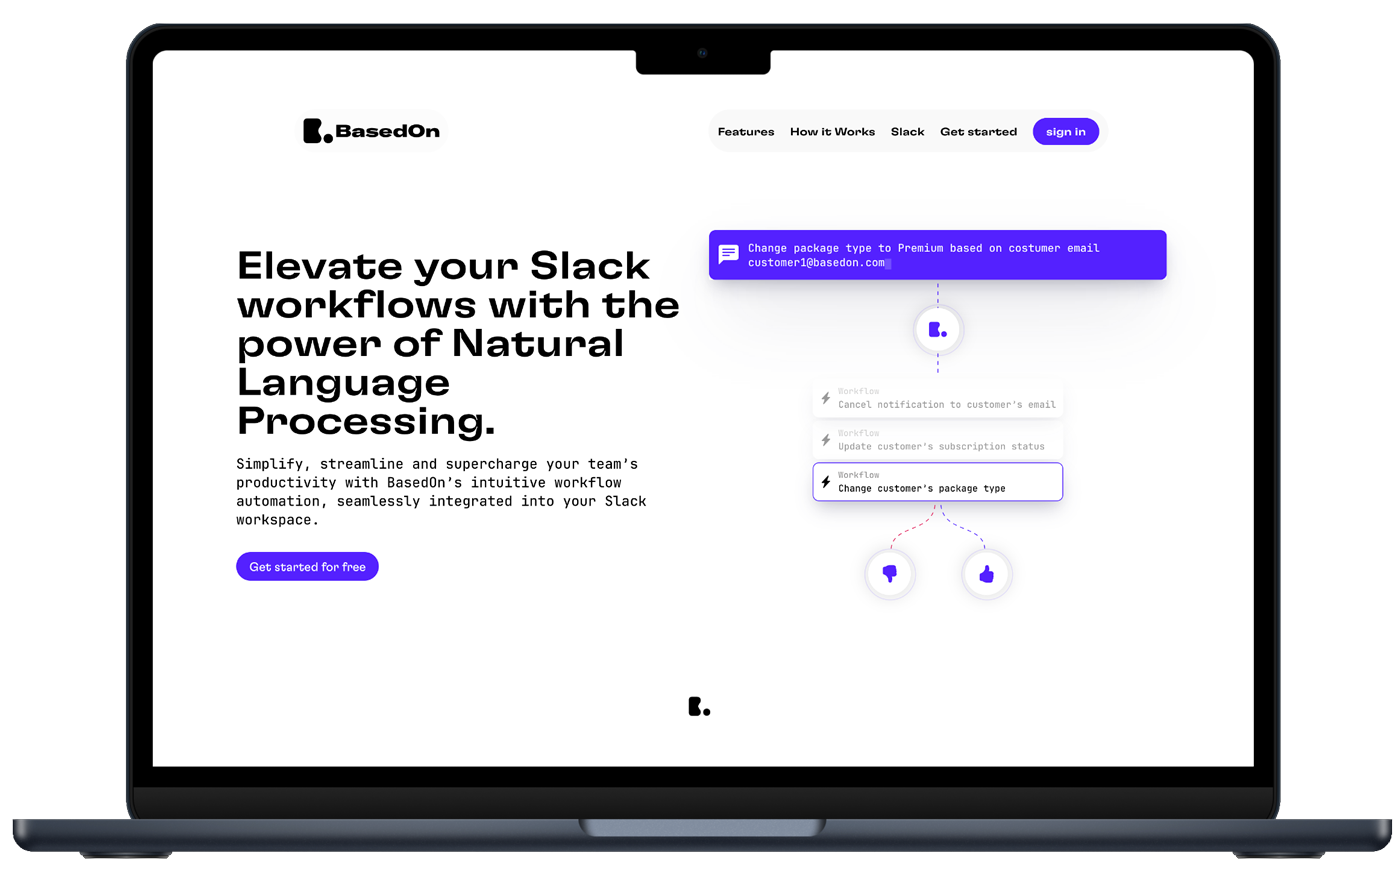 BasedOn
Features
How it Works
Slack
Get started
sign in
Elevate your Slack
workflows with the
power of Natural
Language
Processing.
Simplify, streamline and supercharge your team’s
productivity with BasedOn’s intuitive workflow
automation, seamlessly integrated into your Slack
workspace.
Get started for free
Change package type to Premium based on costumer email
customer1@basedon.com
Workflow
Cancel notification to customer's email
Workflow
Update customer's subscription status
Workflow
Change customer's package type